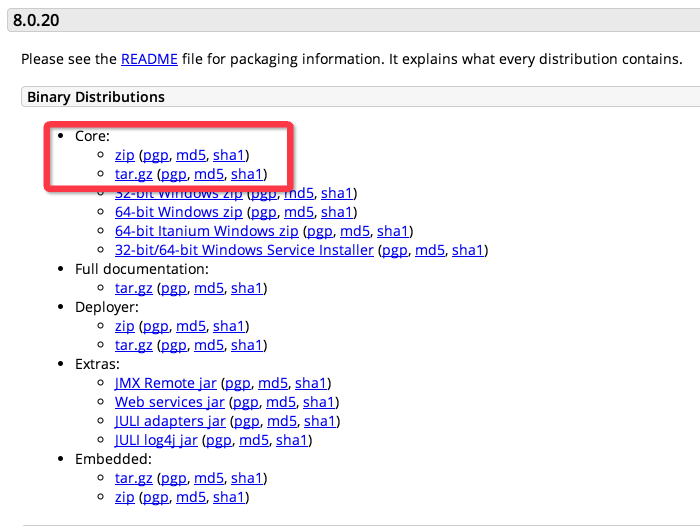 8.0.20
Please see the README file for packaging information. It explains what every distribution contains.
Binary Distributions
Core:
zip (pgp, md5, sha1)
tar.gz (pgp, md5, sha1)
32-bit Windows zip (pgp, md5, sha1)
64-bit Windows zip (pgp, md5, sha1)
64-bit Itanium Windows zip (pgp, md5, sha1)
32-bit/64-bit Windows Service Installer (pgp, md5, sha1)
Full documentation:
tar.gz (pgp, md5, sha1)
Deployer:
zip (pgp, md5, sha1)
tar.gz (pgp, md5, sha1)
Extras:
JMX Remote jar (pgp, md5, sha1)
Web services jar (pgp, md5, sha1)
JULI adapters jar (pgp, md5, sha1)
JULI log4j jar (pgp, md5, sha1)
Embedded:
tar.gz (pgp, md5, sha1)
zip (pgp, md5, sha1)